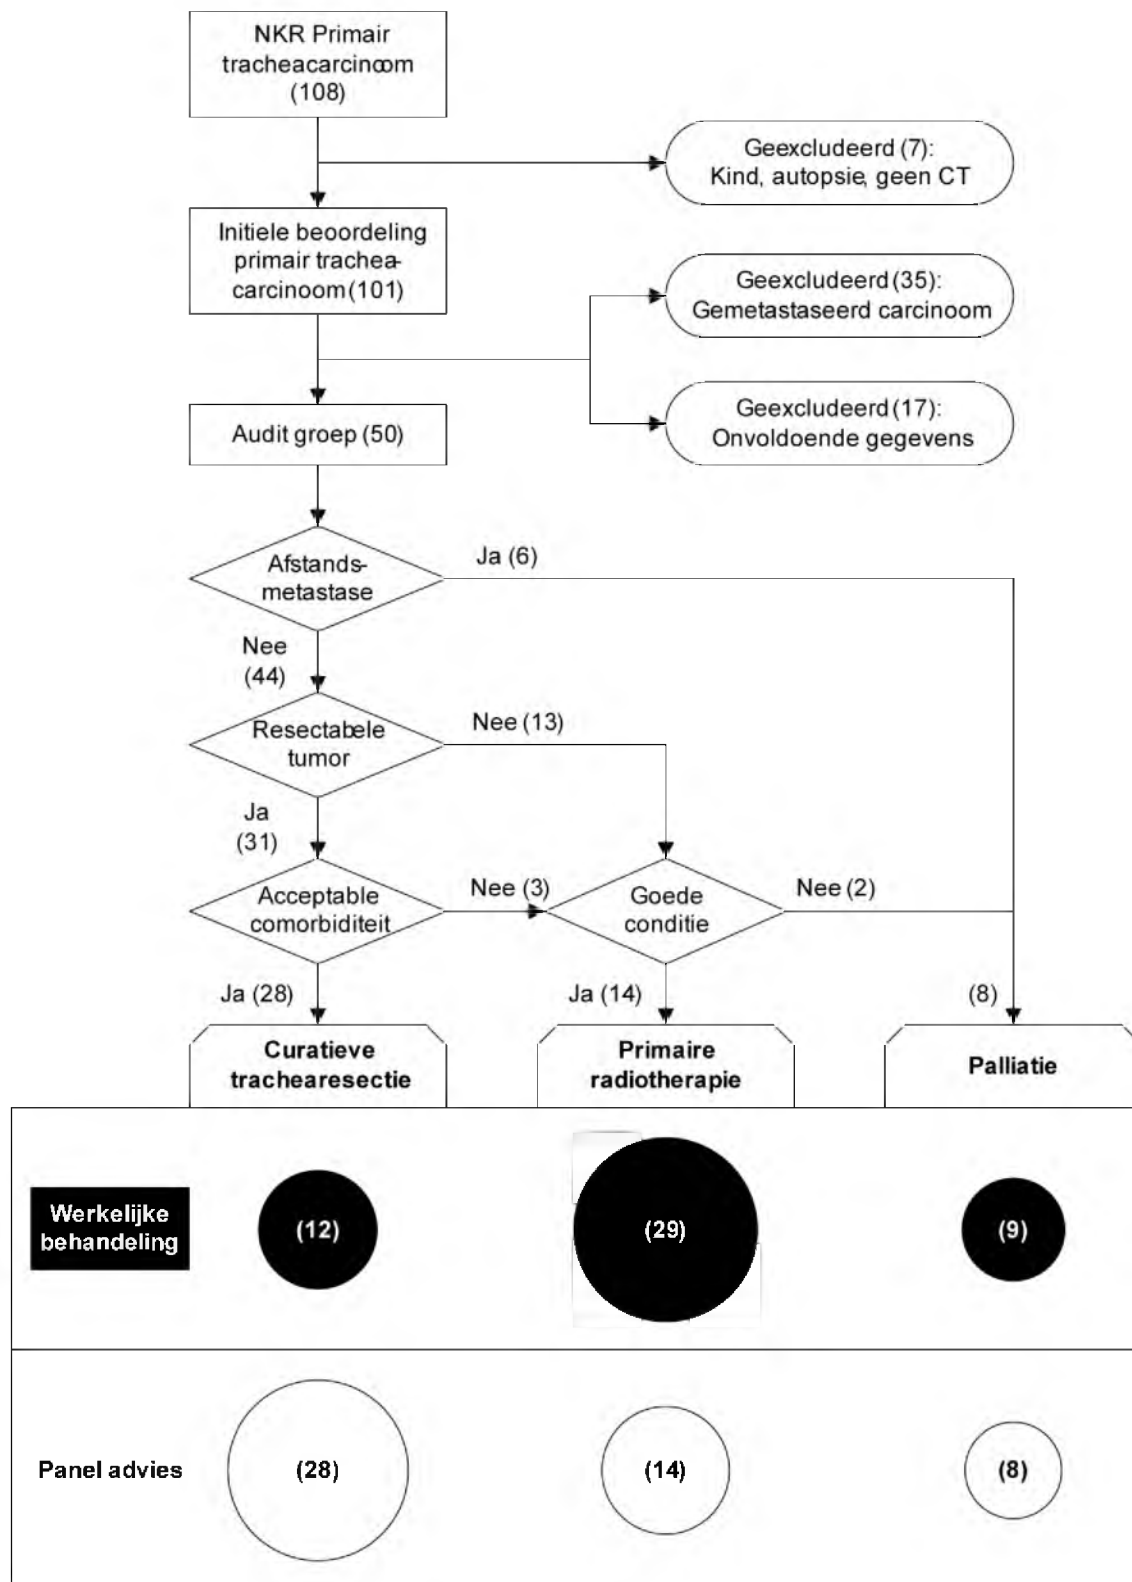 NKR Primair
tracheacarcinoom
(108)
Geexcludeerd (7):
Kind, autopsie, geen CT
Initiele beoordeling
primair trachea-
carcinoom (101)
Geexcludeerd (35):
Gemetastaseerd carcinoom
Geexcludeerd (17):
Onvoldoende gegevens
Audit groep (50)
Afstands-
metastase
Ja (6)
Nee
(44)
Resectabele
tumor
Nee (13)
Ja
(31)
Acceptable
comorbiditeit
Nee (3)
Goede
conditie
Nee (2)
Ja (28)
Ja (14)
(8)
Curatieve
trachearesectie
Primaire
radiotherapie
Palliatie
Werkelijke
behandeling
(12)
(29)
(9)
Panel advies
(28)
(14)
(8)